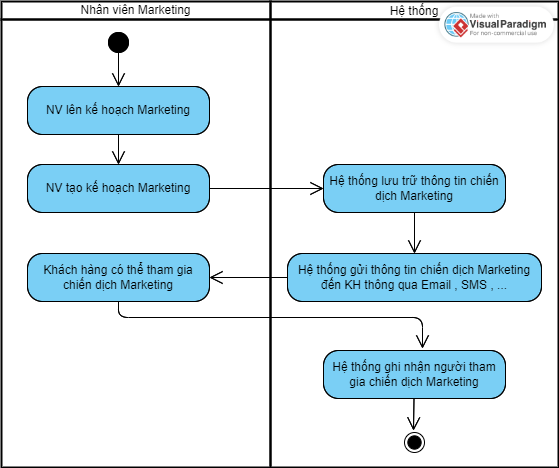 Nhân viên Marketing
Hệ thống
Made with
VisualParadigm
For non-commercial use
NV lên kế hoạch Marketing
NV tạo kế hoạch Marketing
Hệ thống lưu trữ thông tin chiến
dịch Marketing
Khách hàng có thể tham gia
chiến dịch Marketing
Hệ thống gửi thông tin chiến dịch Marketing
đến KH thông qua Email , SMS , ...
Hệ thống ghi nhận người tham
gia chiến dịch Marketing